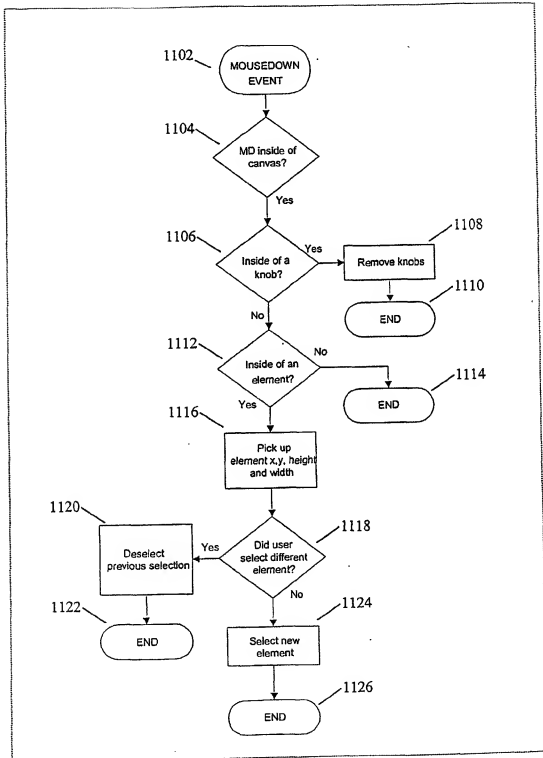 1102
MOUSEDOWN
EVENT
1104
MD inside of
canvas?
Yes
1106
Inside of a
knob?
Yes
1108
Remove knobs
1110
END
No
1112
Inside of an
element?
No
1114
END
Yes
1116
Pick up
element x,y, height
and width
1118
Did user
select different
element?
Yes
1120
Deselect
previous selection
1122
END
No
1124
Select new
element
1126
END